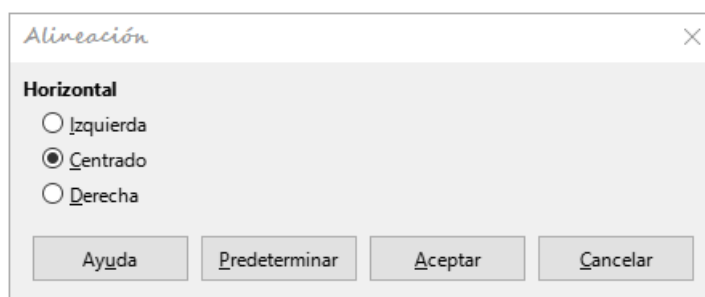 Alineación
Horizontal
Izquierda
Centrado
Derecha
Ayuda Predeterminar Aceptar Cancelar